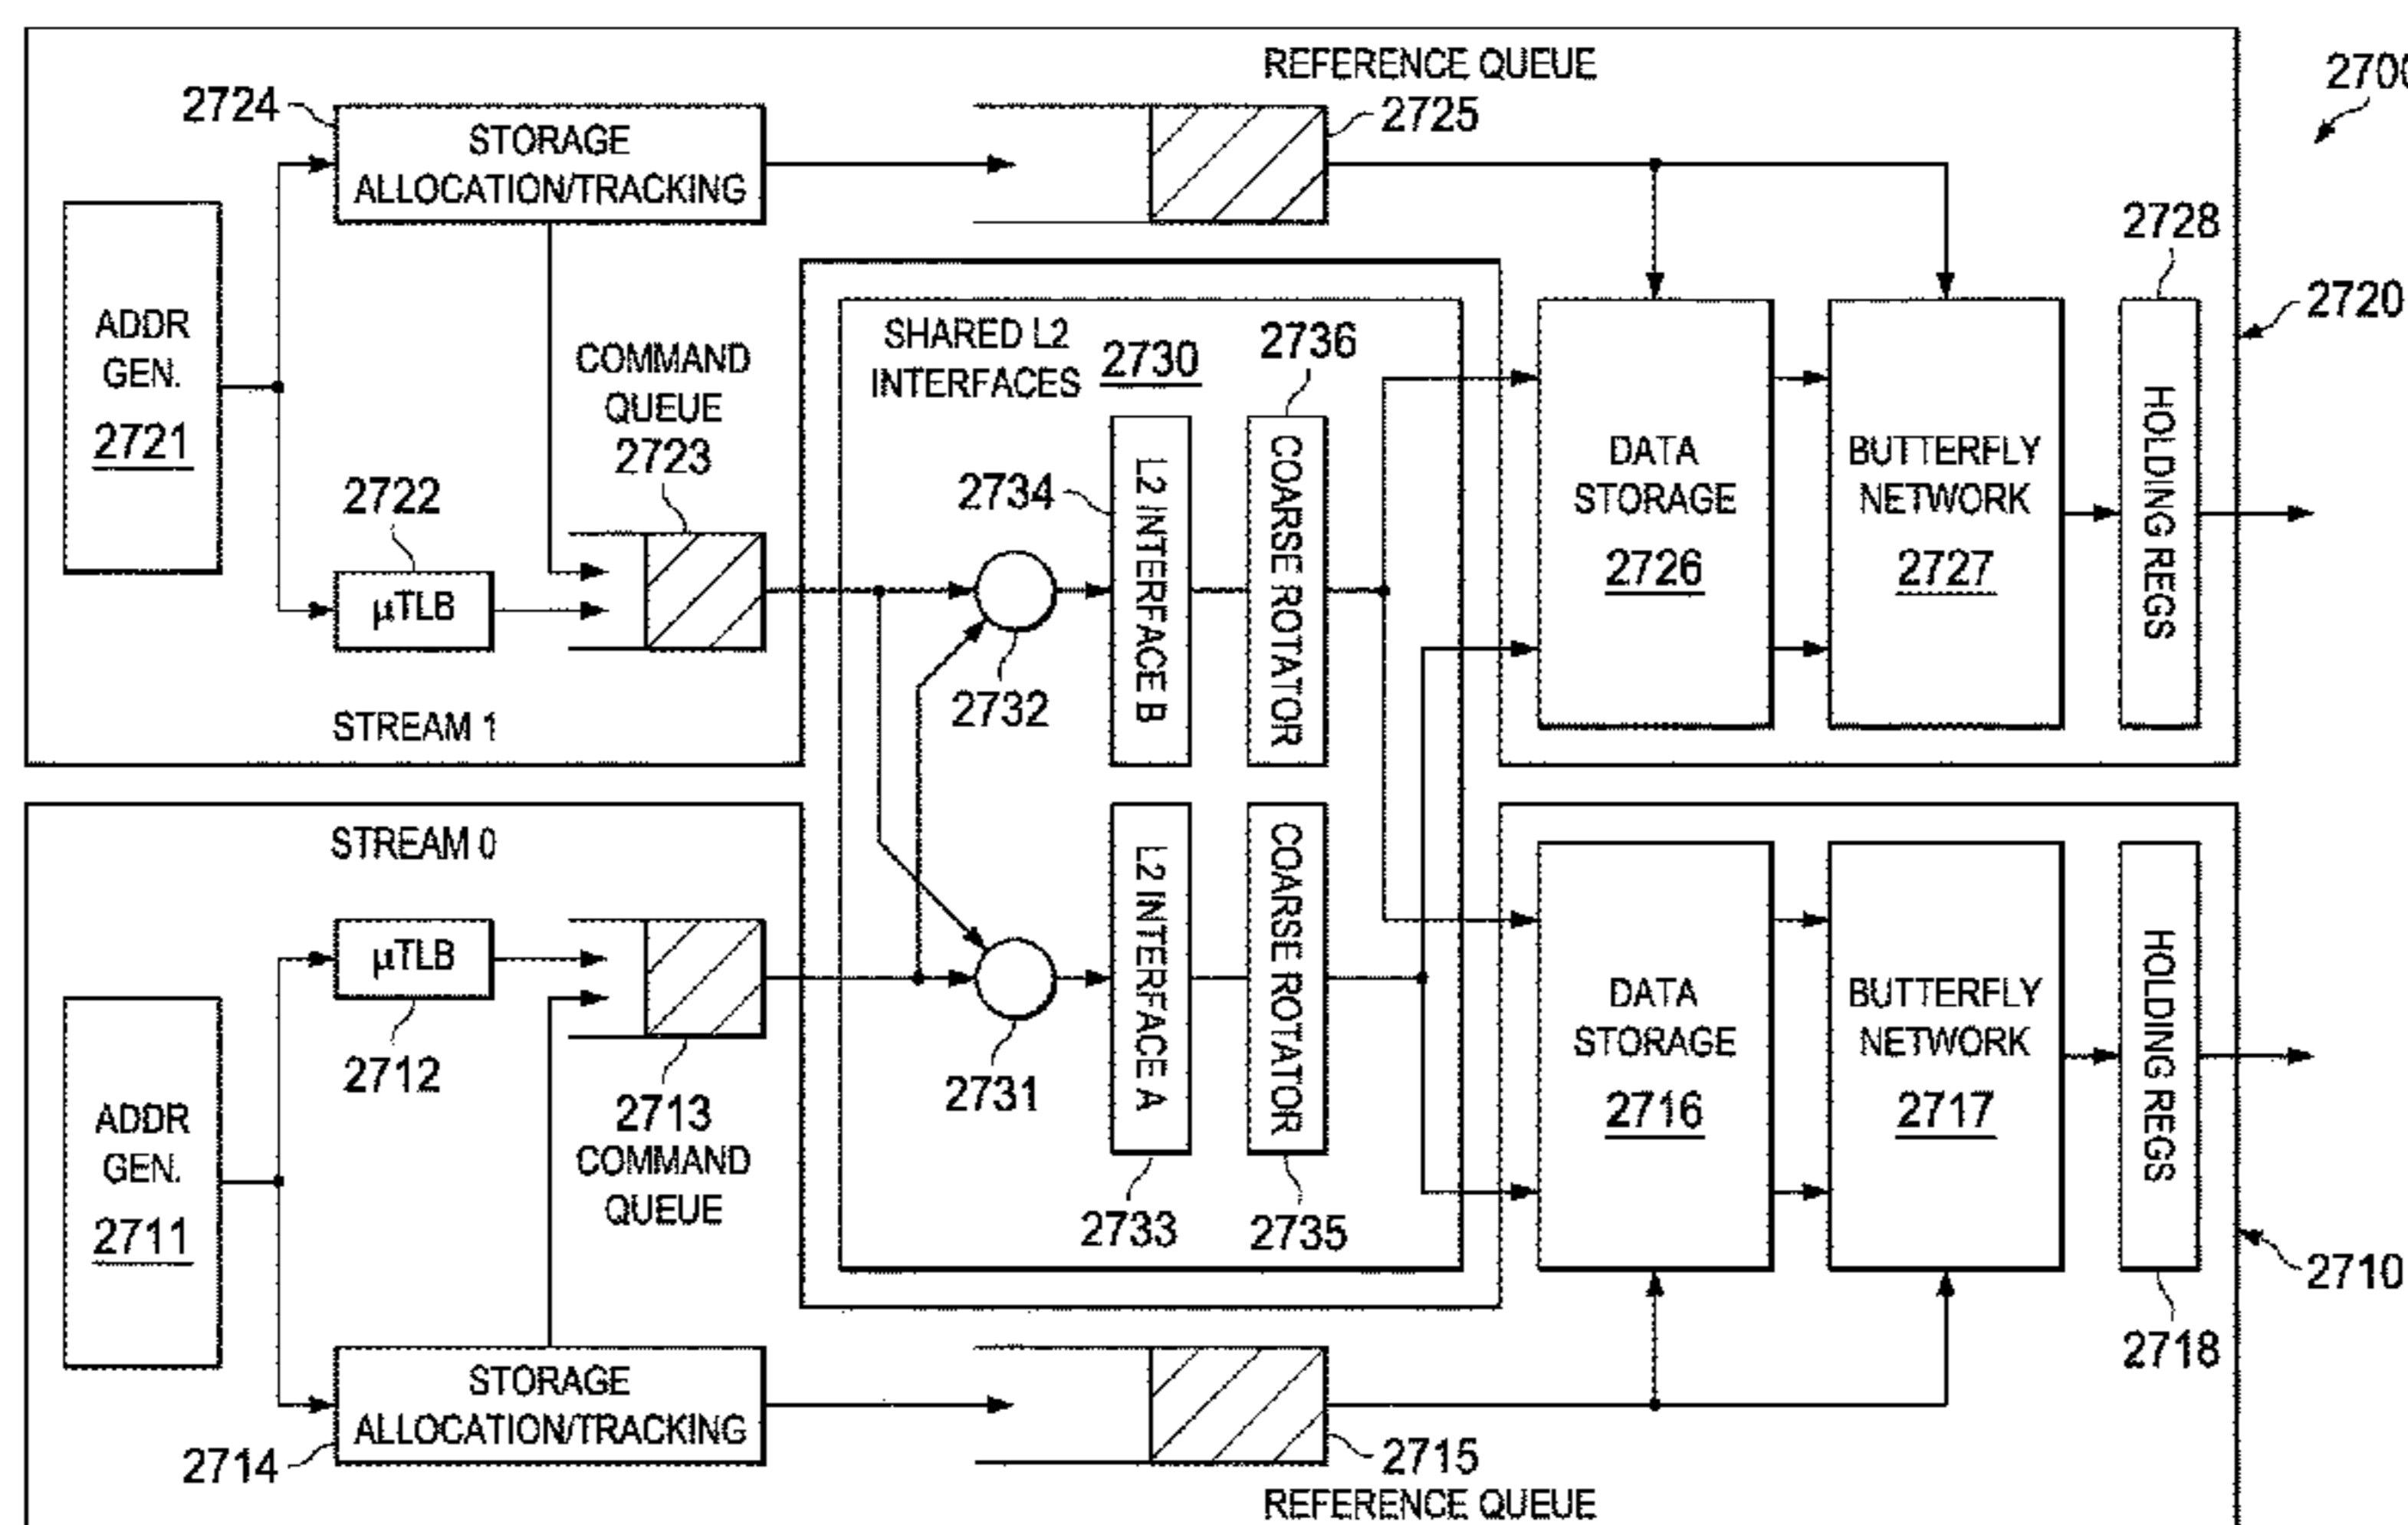 REFERENCE QUEUE
2700
2724
STORAGE
ALLOCATION/TRACKING
2725
2728
2720
ADDR
GEN.
2721
COMMAND
QUEUE
2723
2722
µTLB
STREAM 1
SHARED L2
INTERFACES
2730
2736
2734
L2 INTERFACE B
COARSE ROTATOR
2732
DATA
STORAGE
2726
BUTTERFLY
NETWORK
2727
HOLDING REGS
STREAM 0
µTLB
2712
2713
COMMAND
QUEUE
ADDR
GEN.
2711
2731
L2 INTERFACE A
COARSE ROTATOR
2733
2735
DATA
STORAGE
2716
BUTTERFLY
NETWORK
2717
HOLDING REGS
2710
2718
STORAGE
ALLOCATION/TRACKING
2714
2715
REFERENCE QUEUE